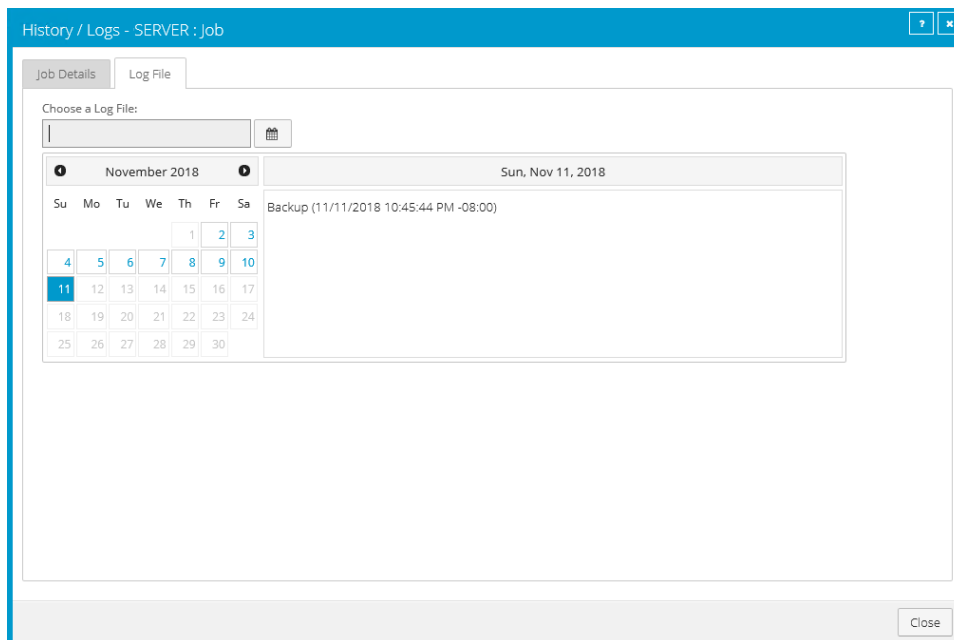 History / Logs - SERVER : Job
? ×
Job Details Log File
Choose a Log File:
November 2018 Sun, Nov 11, 2018
Su Mo Tu We Th Fr Sa
Backup (11/11/2018 10:45:44 PM -08:00)
1 2 3
4 5 6 7 8 9 10
11 12 13 14 15 16 17
18 19 20 21 22 23 24
25 26 27 28 29 30
Close